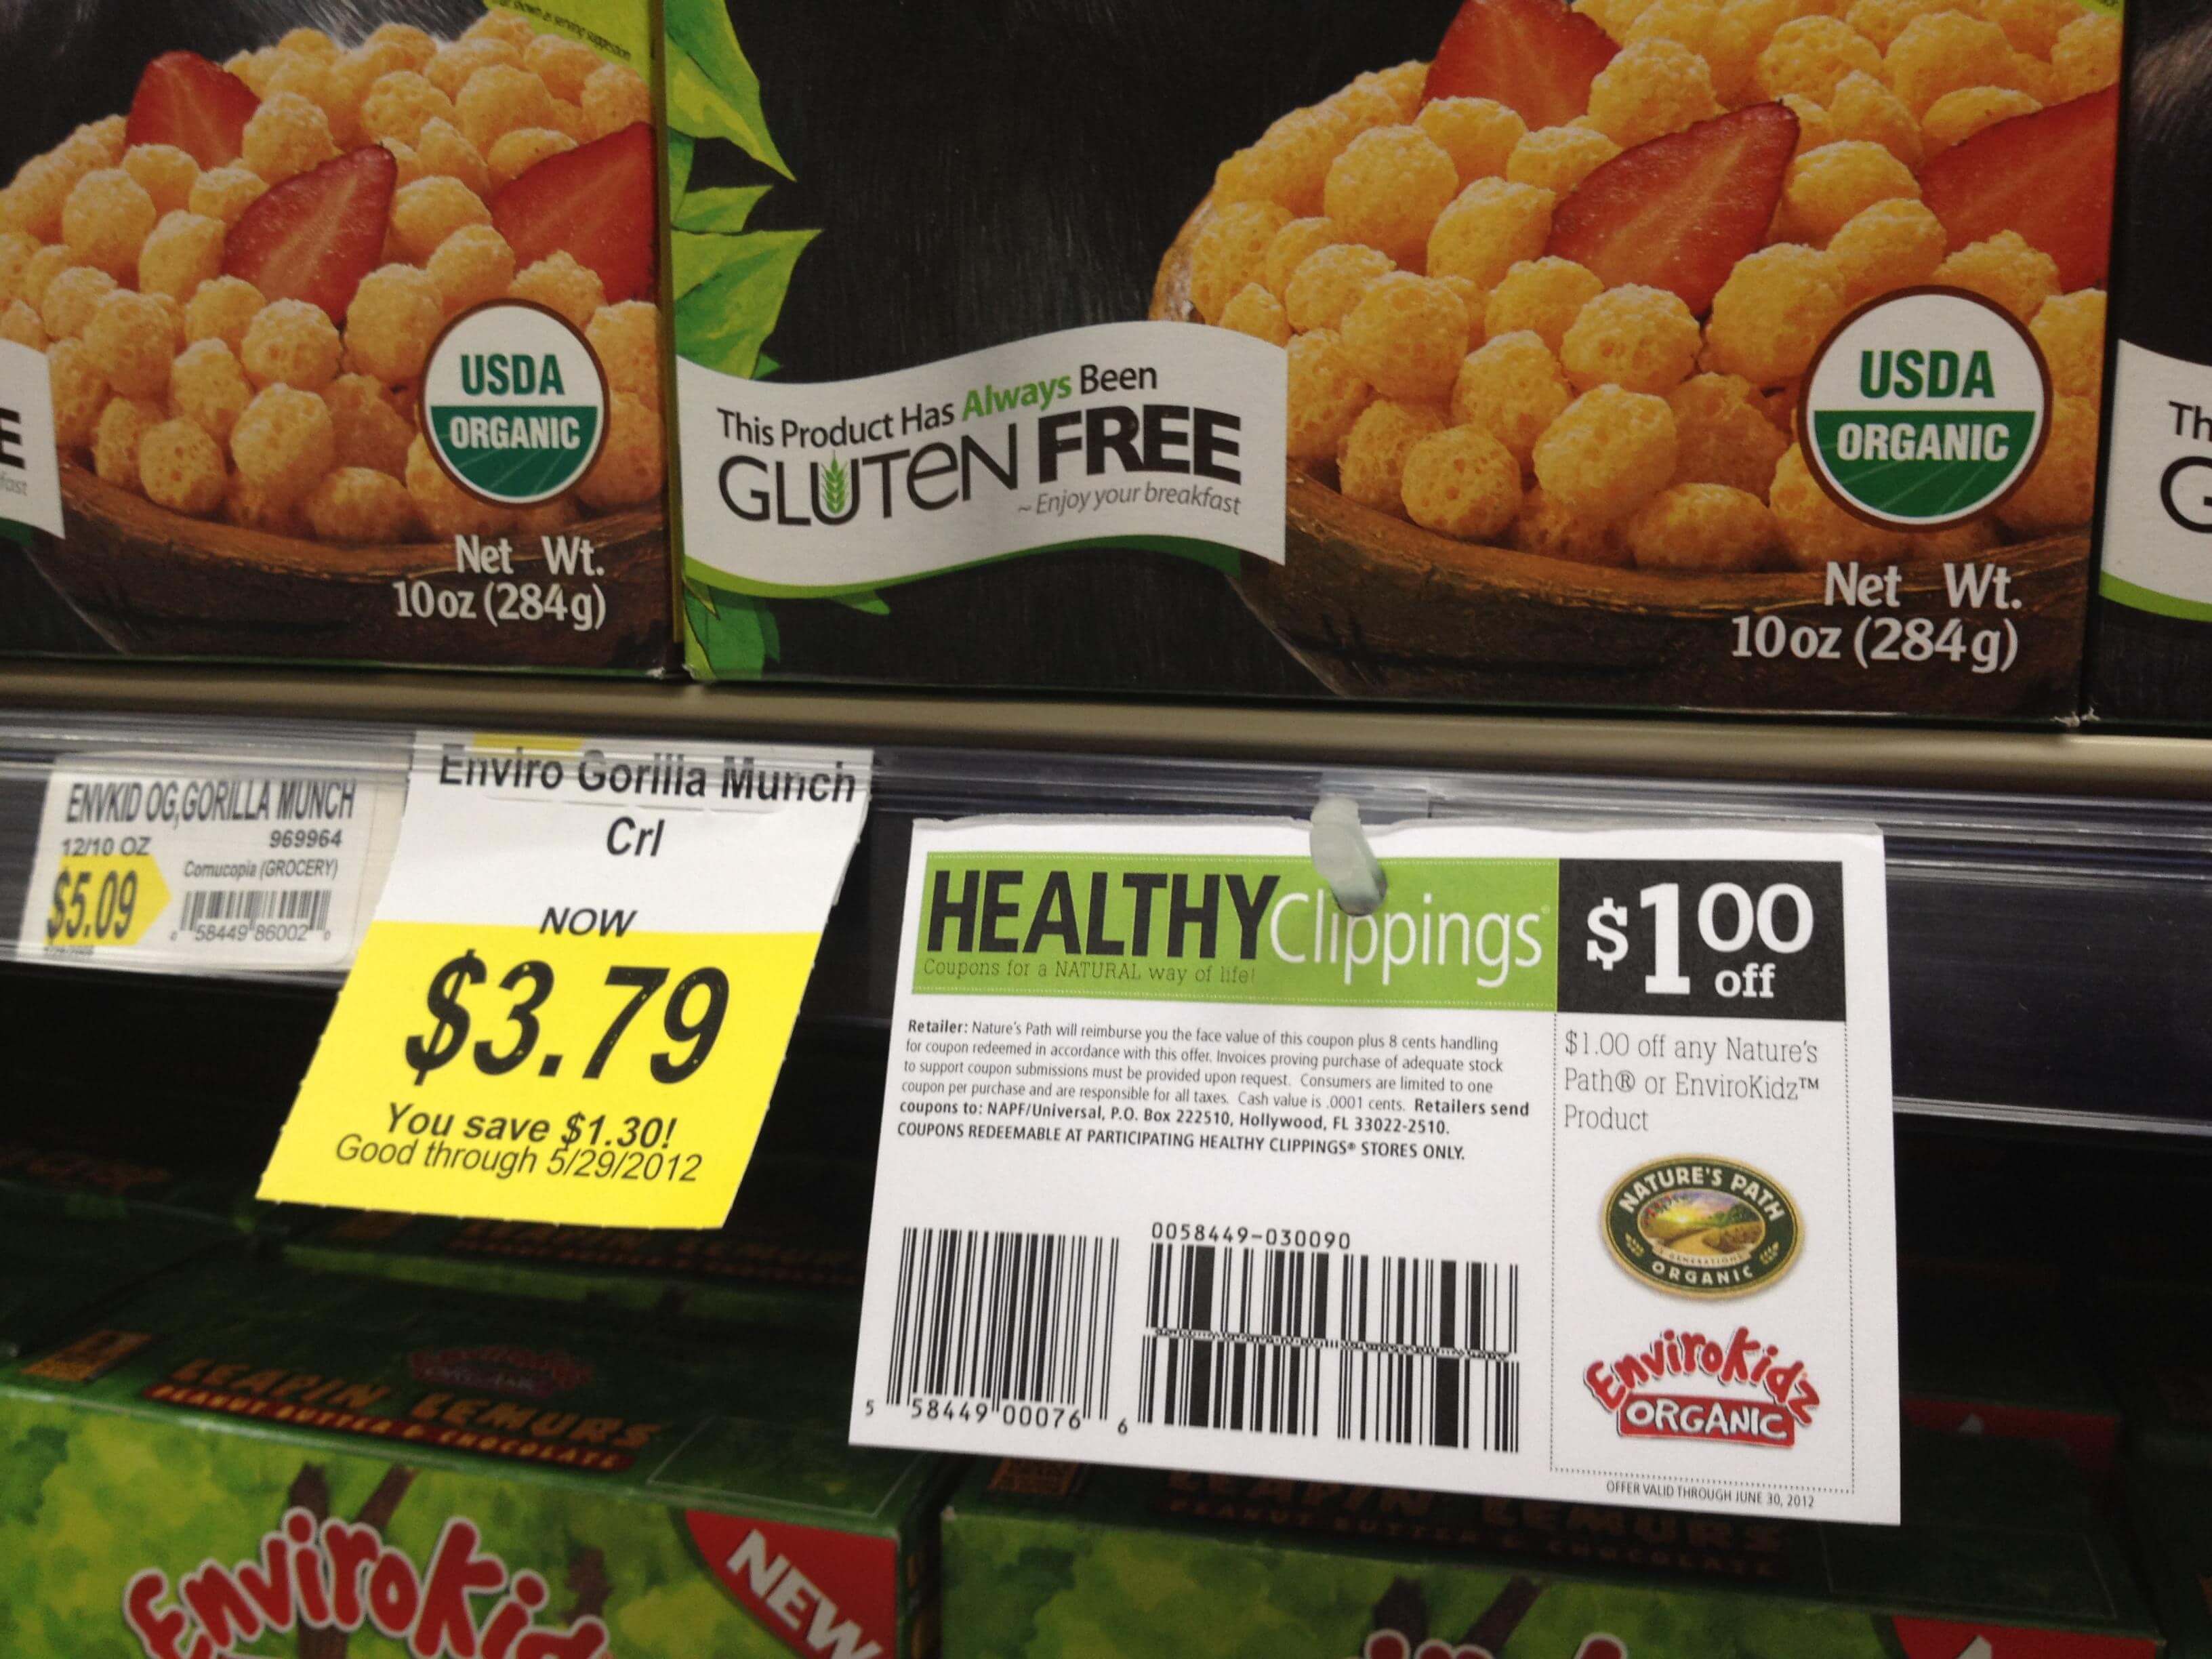 USDA
ORGANIC
Net Wt.
10oz (284g)
This Product Has Always Been
GLUTEN FREE
~ Enjoy your breakfast
USDA
ORGANIC
Net Wt.
10oz (284g)
ENVKID OG,GORILLA MUNCH
12/10 OZ 969964
$5.09
Cornucopia (GROCERY)
0 58449 86002 0
Enviro Gorilla Munch
Crl
NOW
$3.79
You save $1.30!
Good through 5/29/2012
HEALTHY Clippings®
Coupons for a NATURAL way of life!
$1 00
off
Retailer: Nature's Path will reimburse you the face value of this coupon plus 8 cents handling
for coupon redeemed in accordance with this offer. Invoices proving purchase of adequate stock
to support coupon submissions must be provided upon request. Consumers are limited to one
coupon per purchase and are responsible for all taxes. Cash value is .0001 cents. Retailers send
coupons to: NAPF/Universal, P.O. Box 222510, Hollywood, FL 33022-2510.
COUPONS REDEEMABLE AT PARTICIPATING HEALTHY CLIPPINGS® STORES ONLY.
$1.00 off any Nature's
Path® or EnviroKidz™
Product
NATURE'S PATH
ORGANIC
EnviroKidz
ORGANIC
0058449-030090
5 58449 00076 6
OFFER VALID THROUGH JUNE 30, 2012
LEAPIN LEMURS
PEANUT BUTTER & CHOCOLATE
EnviroKid
NEW
LEAPIN LEMURS
PEANUT BUTTER & CHOCOLATE